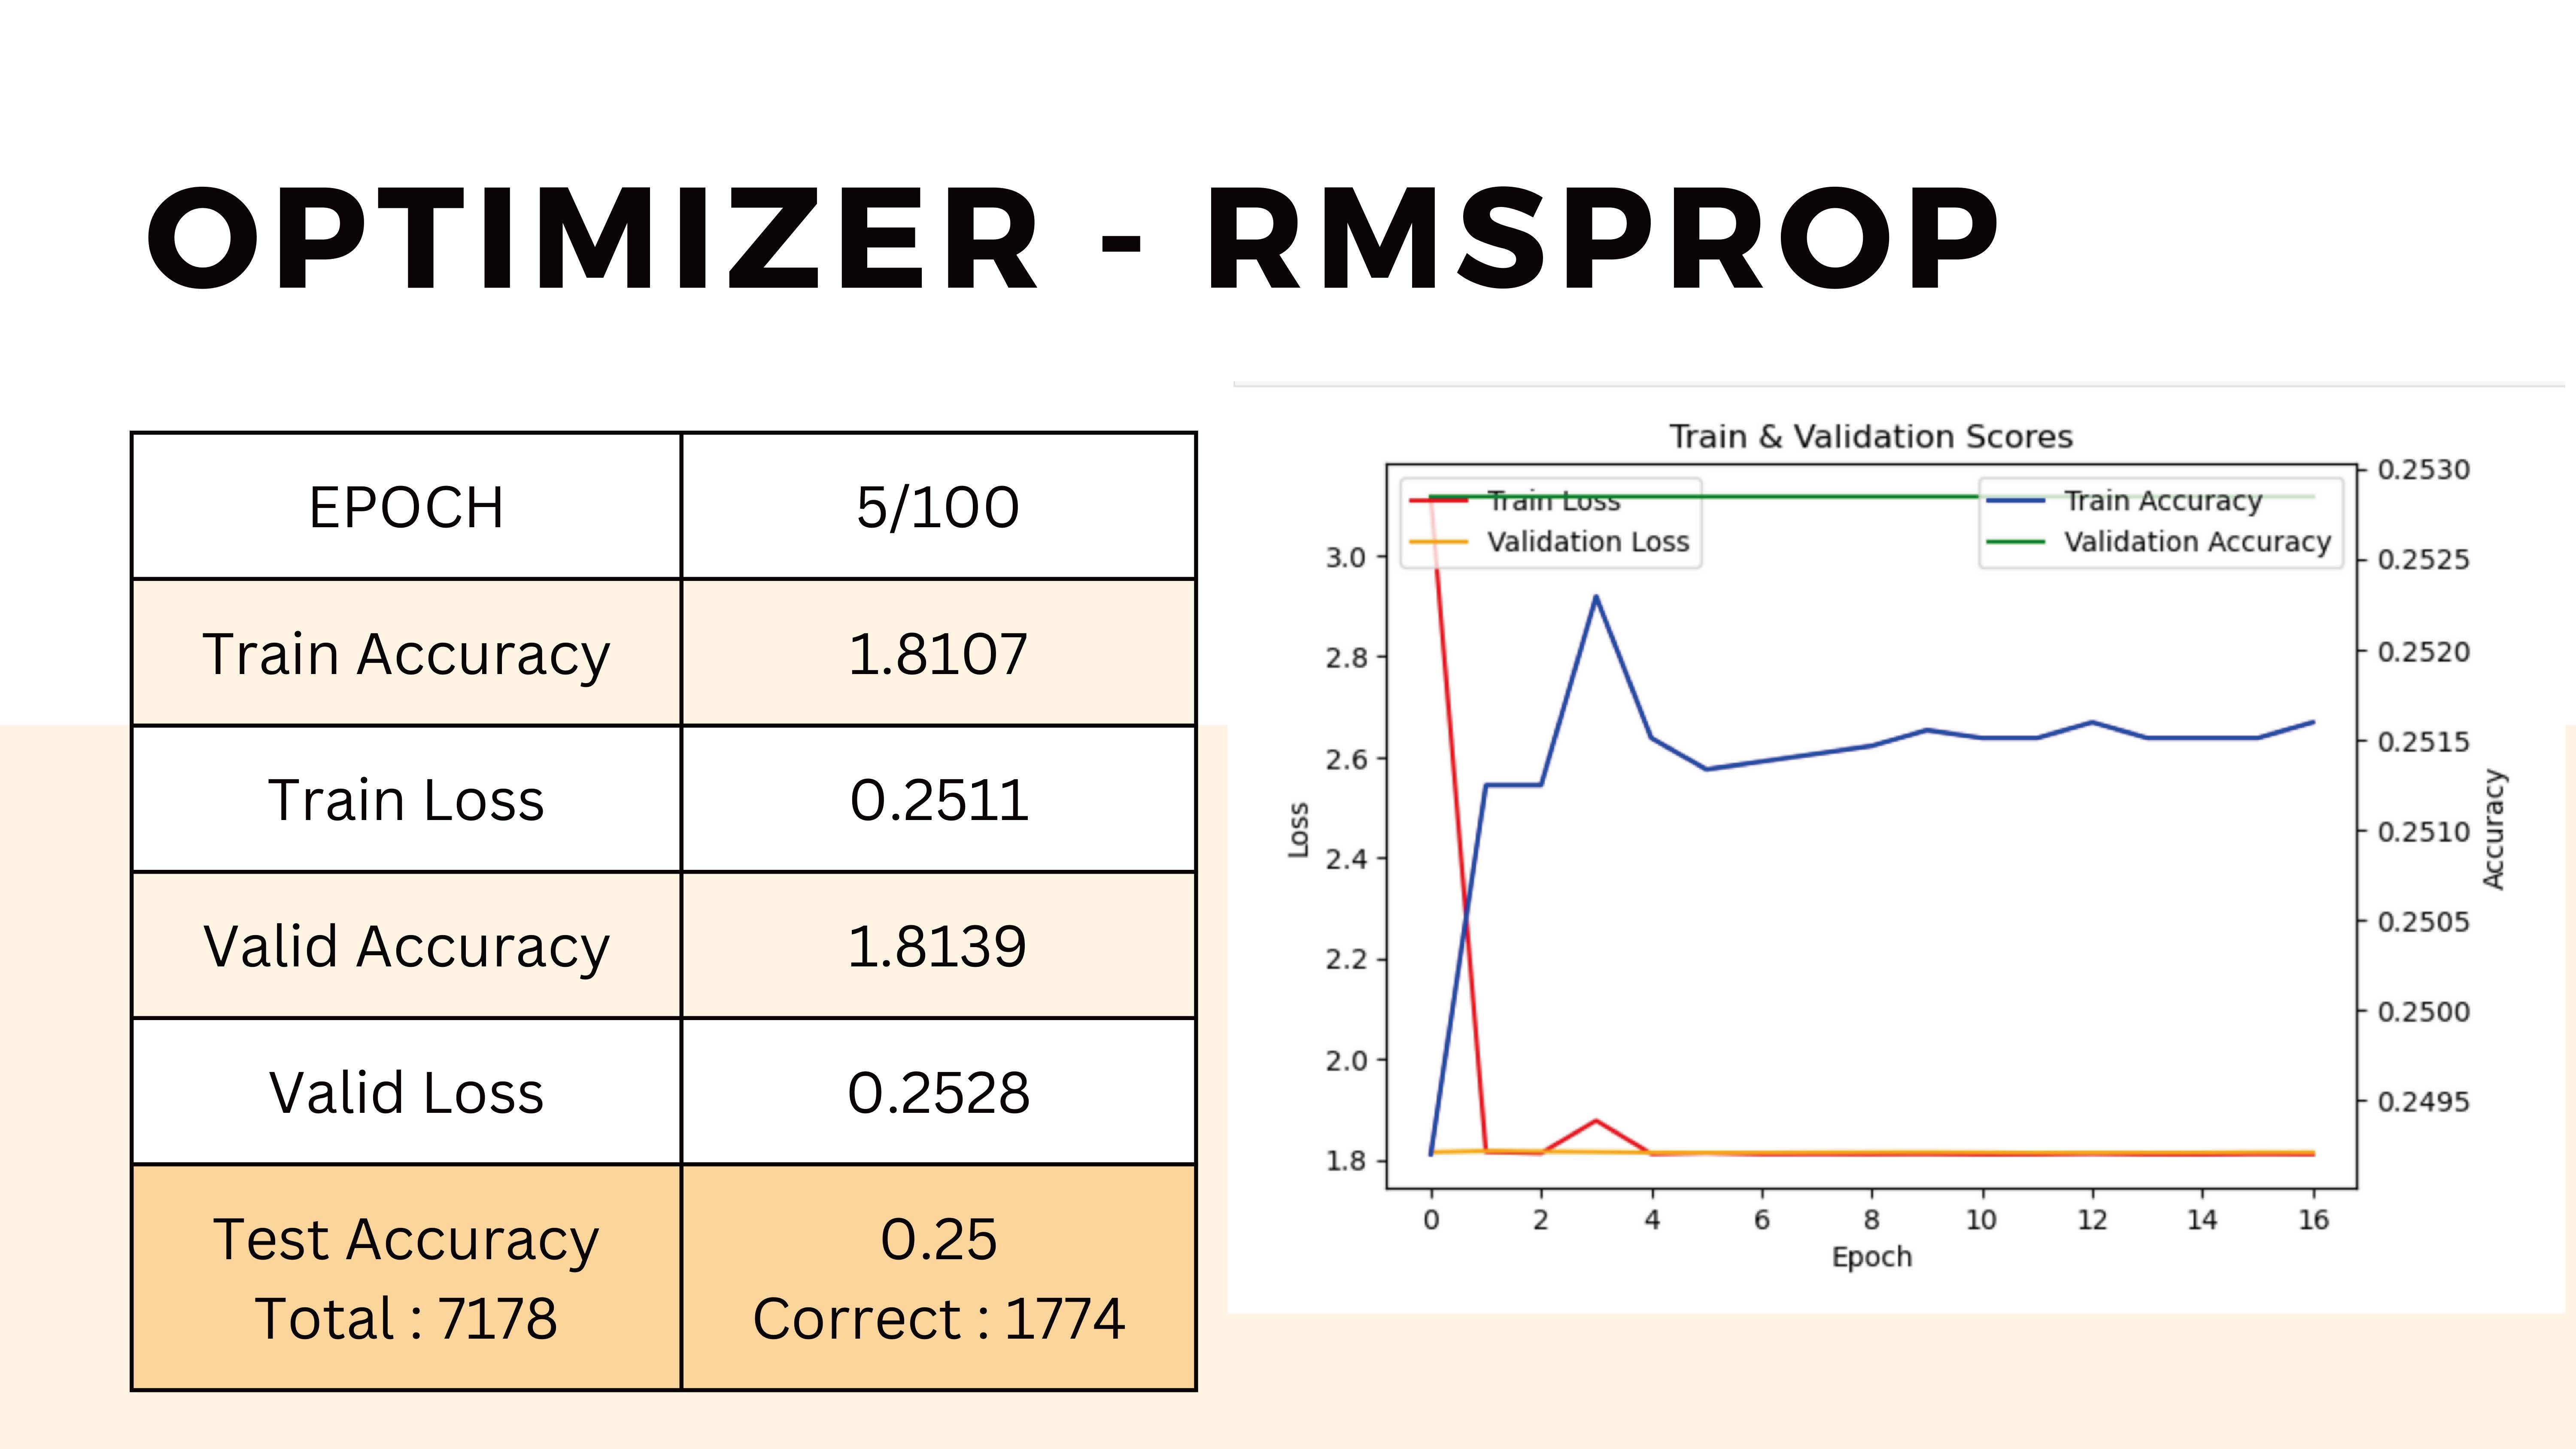 OPTIMIZER - RMSPROP
EPOCH 5/100
Train Accuracy 1.8107
Train Loss 0.2511
Valid Accuracy 1.8139
Valid Loss 0.2528
Test Accuracy 0.25
Total : 7178 Correct : 1774
Train & Validation Scores
Train Loss
Validation Loss
Train Accuracy
Validation Accuracy
Loss
3.0
2.8
2.6
2.4
2.2
2.0
1.8
0.2530
0.2525
0.2520
0.2515
0.2510
0.2505
0.2500
0.2495
Accuracy
0 2 4 6 8 10 12 14 16
Epoch